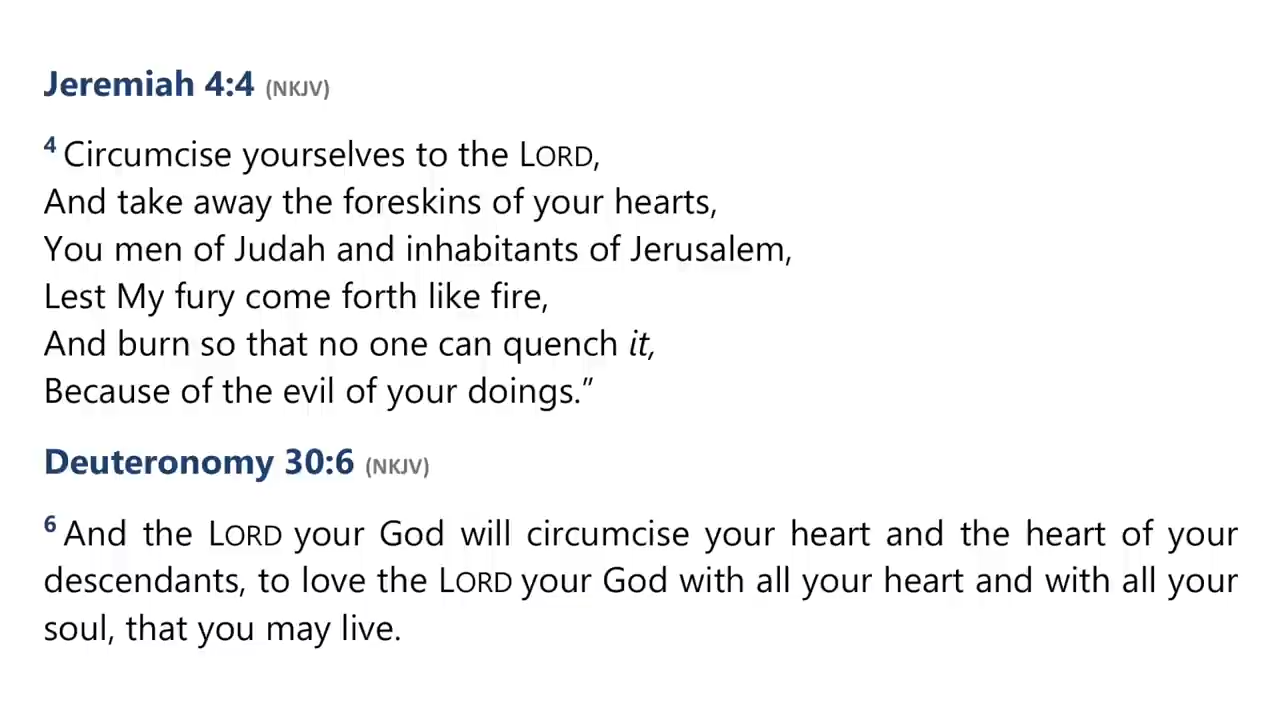 Jeremiah 4:4 (NKJV)
4 Circumcise yourselves to the LORD,
And take away the foreskins of your hearts,
You men of Judah and inhabitants of Jerusalem,
Lest My fury come forth like fire,
And burn so that no one can quench it,
Because of the evil of your doings.”
Deuteronomy 30:6 (NKJV)
6 And the LORD your God will circumcise your heart and the heart of your
descendants, to love the LORD your God with all your heart and with all your
soul, that you may live.